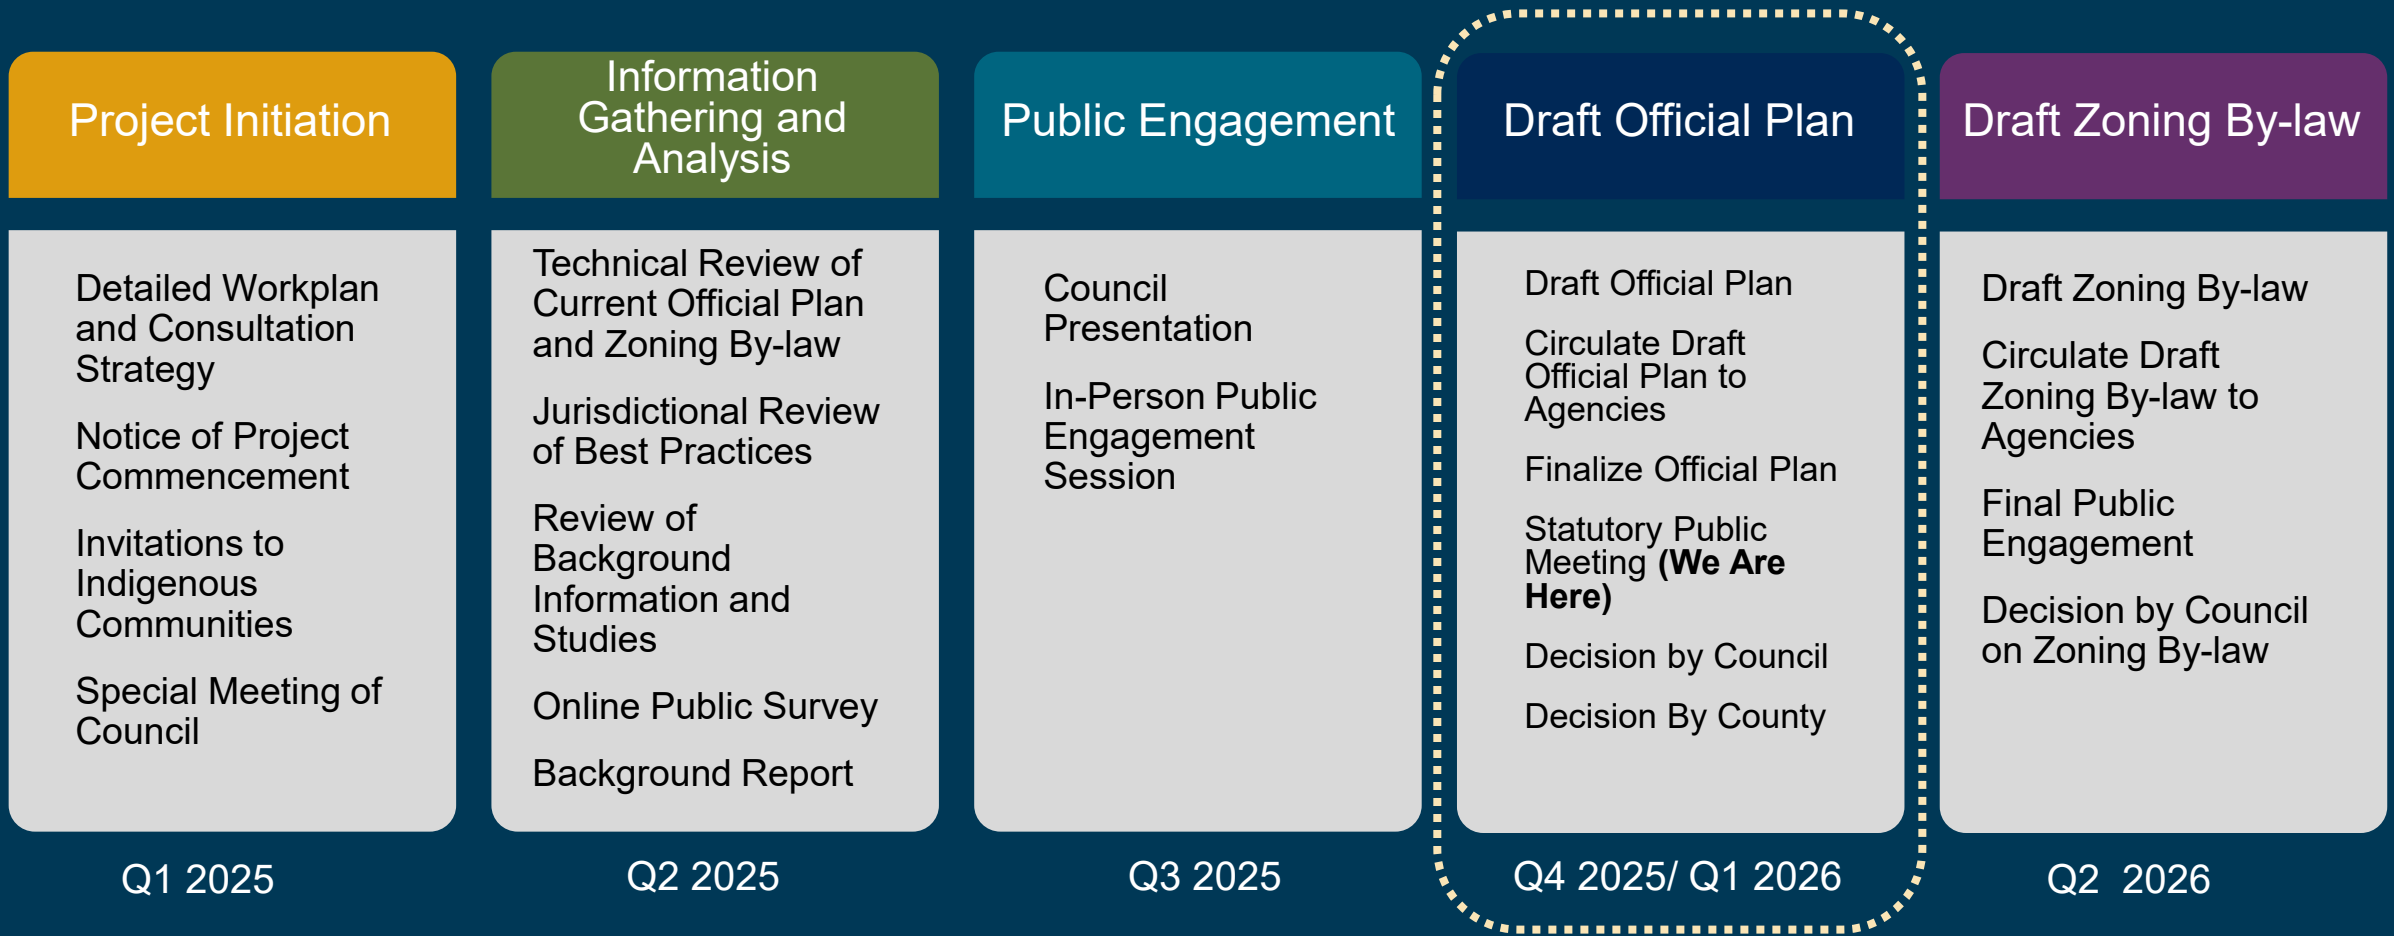 Project Initiation
Detailed Workplan
and Consultation
Strategy
Notice of Project
Commencement
Invitations to
Indigenous
Communities
Special Meeting of
Council
Q1 2025
Information
Gathering and
Analysis
Technical Review of
Current Official Plan
and Zoning By-law
Jurisdictional Review
of Best Practices
Review of
Background
Information and
Studies
Online Public Survey
Background Report
Q2 2025
Public Engagement
Council
Presentation
In-Person Public
Engagement
Session
Q3 2025
Draft Official Plan
Draft Official Plan
Circulate Draft
Official Plan to
Agencies
Finalize Official Plan
Statutory Public
Meeting (We Are
Here)
Decision by Council
Decision By County
Q4 2025/ Q1 2026
Draft Zoning By-law
Draft Zoning By-law
Circulate Draft
Zoning By-law to
Agencies
Final Public
Engagement
Decision by Council
on Zoning By-law
Q2  2026